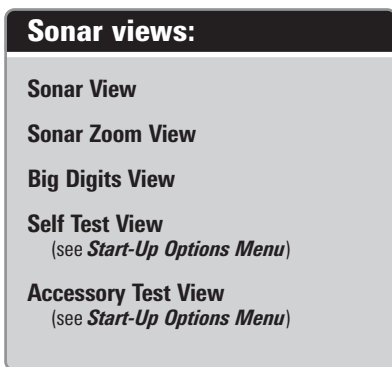 Sonar views:
Sonar View
Sonar Zoom View
Big Digits View
Self Test View
(see Start-Up Options Menu)
Accessory Test View
(see Start-Up Options Menu)